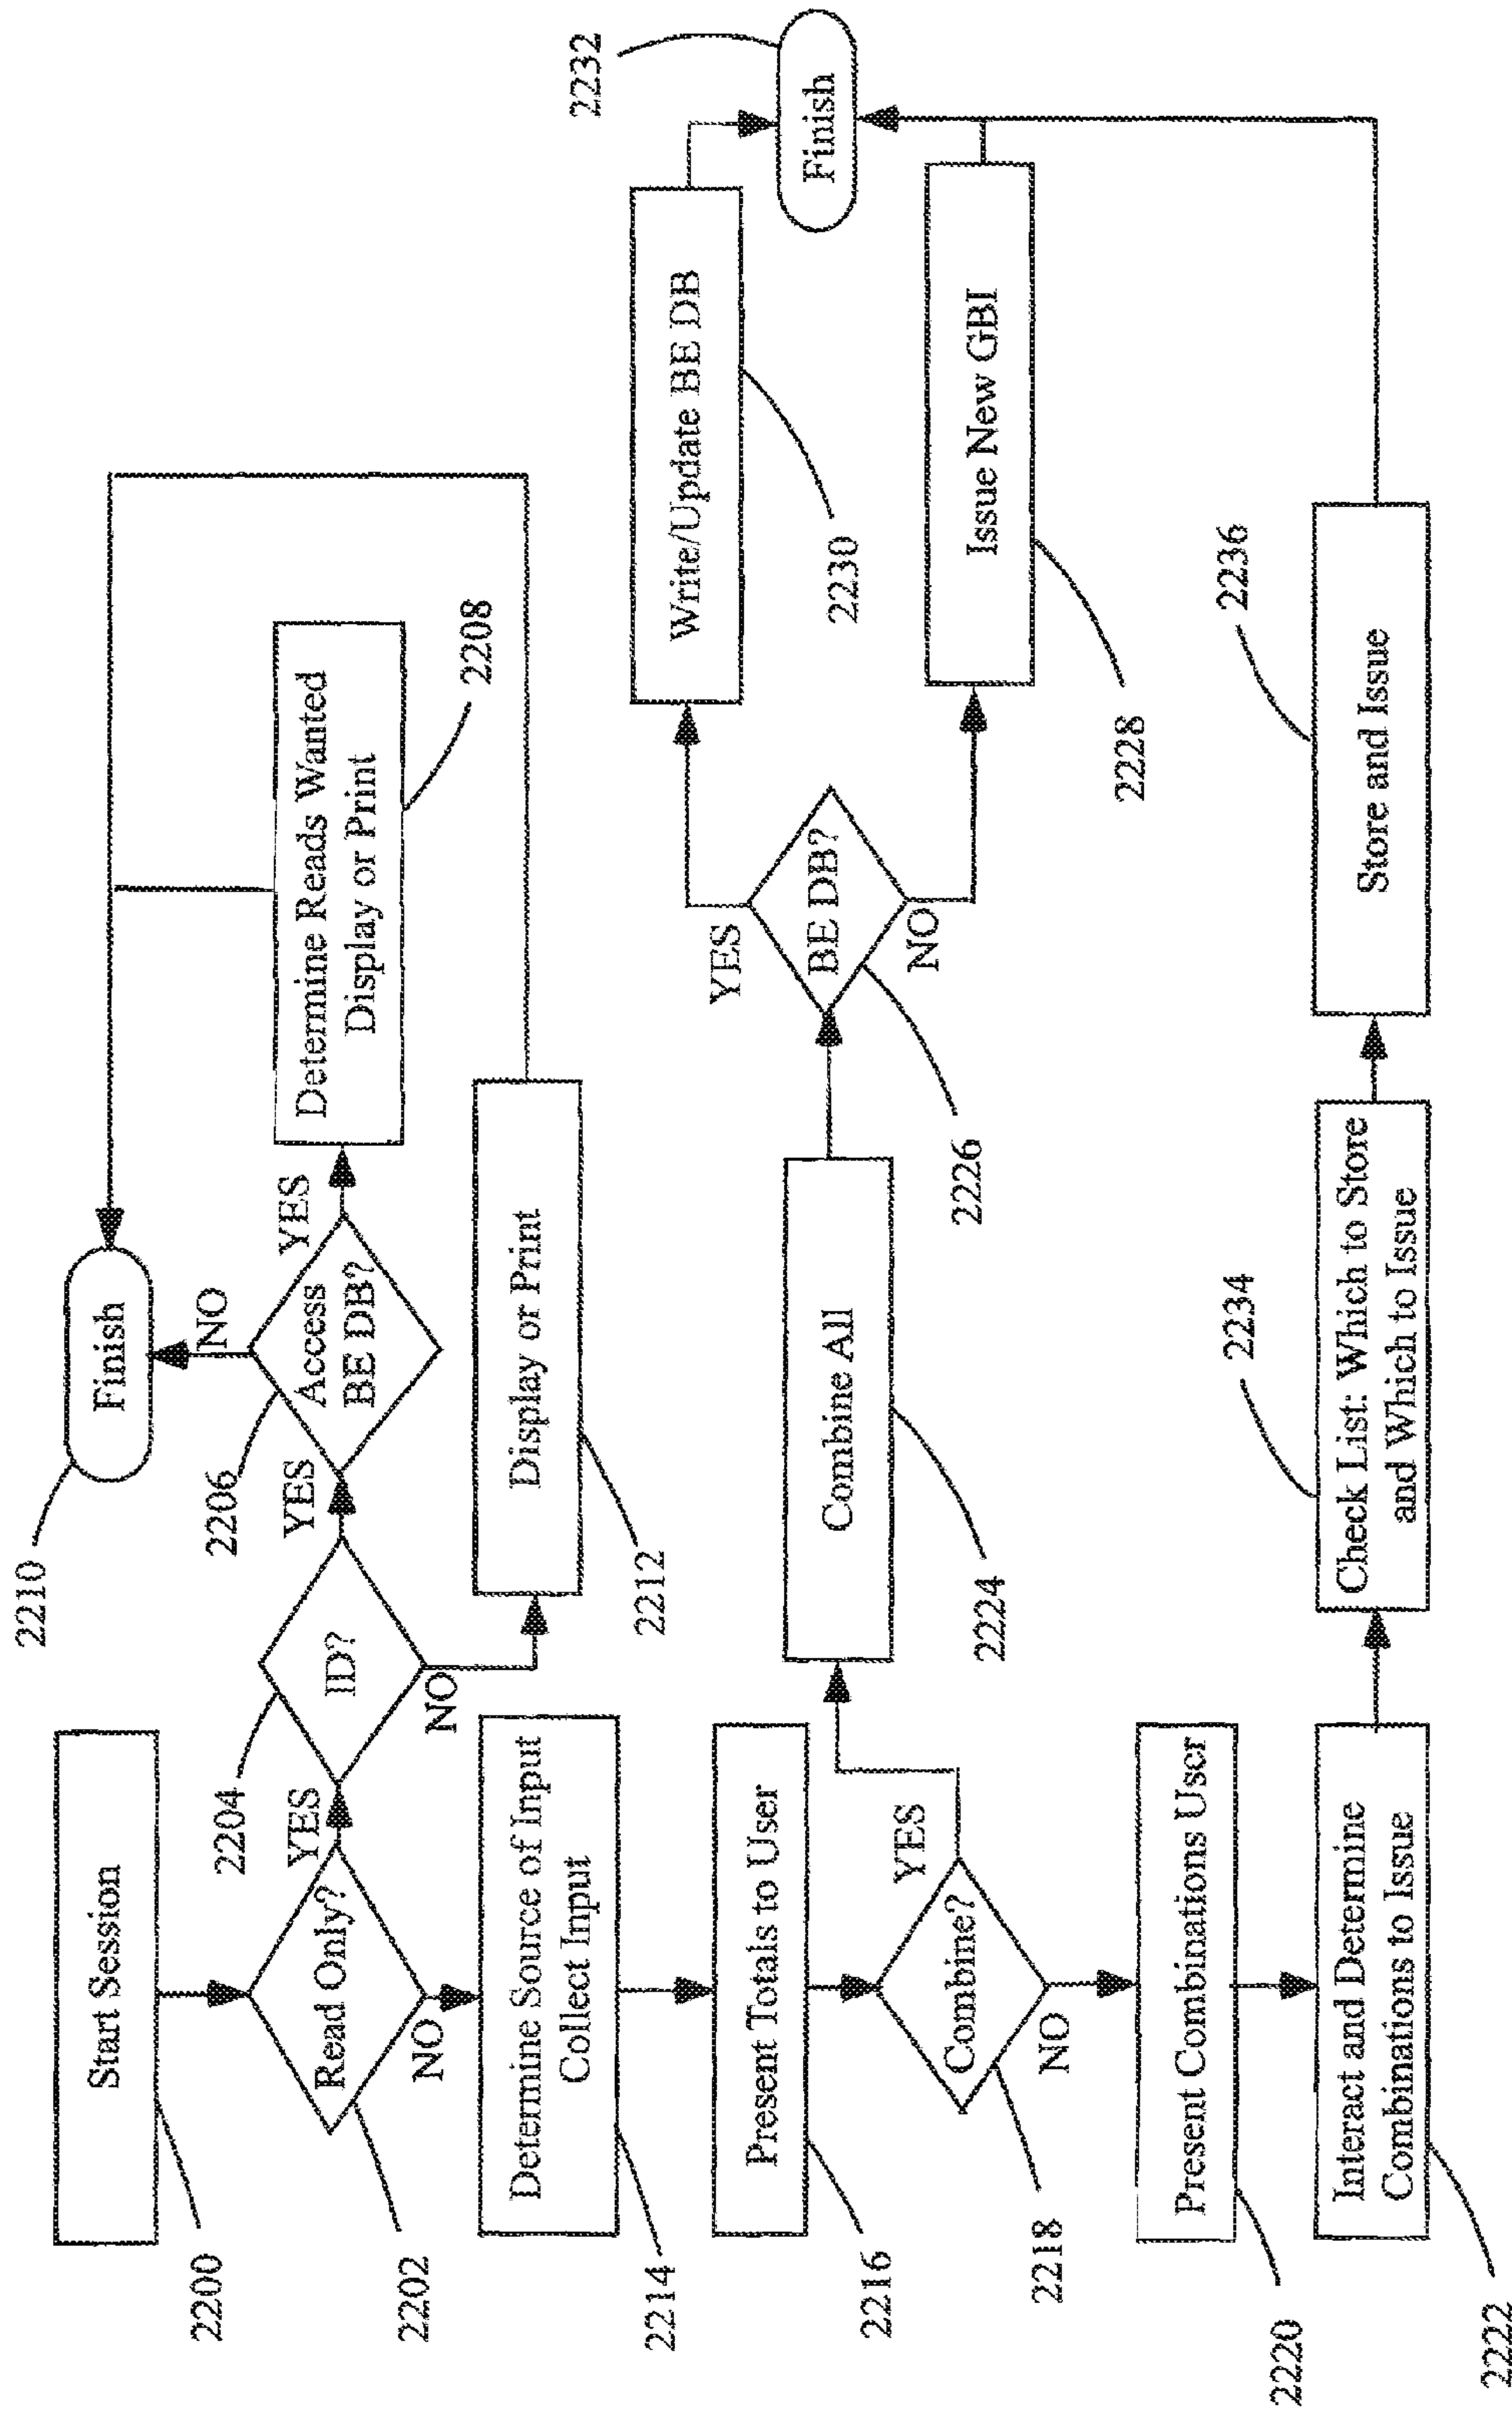 Start Session
2200
Read Only?
2202
YES
NO
ID?
2204
YES
NO
Access
BE DB?
2206
YES
NO
Finish
2210
Determine Reads Wanted
Display or Print
2208
Display or Print
2212
Determine Source of Input
Collect Input
2214
Present Totals to User
2216
Combine?
2218
YES
NO
Combine All
2224
BE DB?
2226
YES
NO
Write/Update BE DB
2230
Issue New GBI
2228
Finish
2232
Present Combinations User
2220
Interact and Determine
Combinations to Issue
2222
Check List: Which to Store
and Which to Issue
2234
Store and Issue
2236